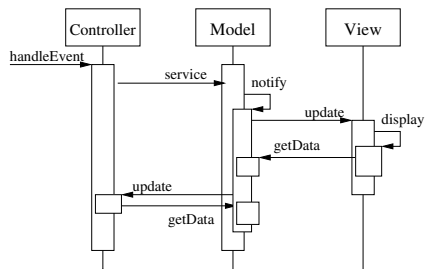 Controller
Model
View
handleEvent
service
notify
update
display
getData
update
getData